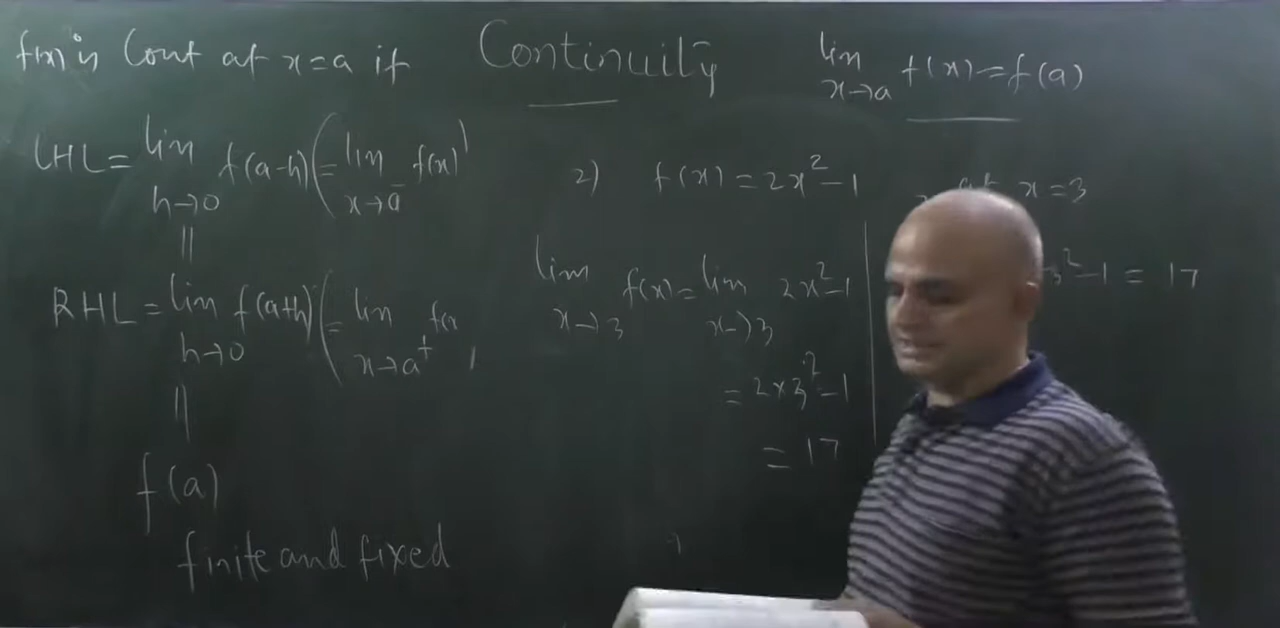 Continuity
f(x) is Cont at x=a if
LHL = lim h→0 f(a-h) (= lim x→a⁻ f(x)
||
RHL = lim h→0 f(a+h) (= lim x→a⁺ f(x
||
f(a)
finite and fixed
lim x→a f(x) = f(a)
2) f(x) = 2x²-1 at x=3
lim x→3 f(x) = lim x→3 2x²-1
= 2×3²-1
= 17
3²-1 = 17